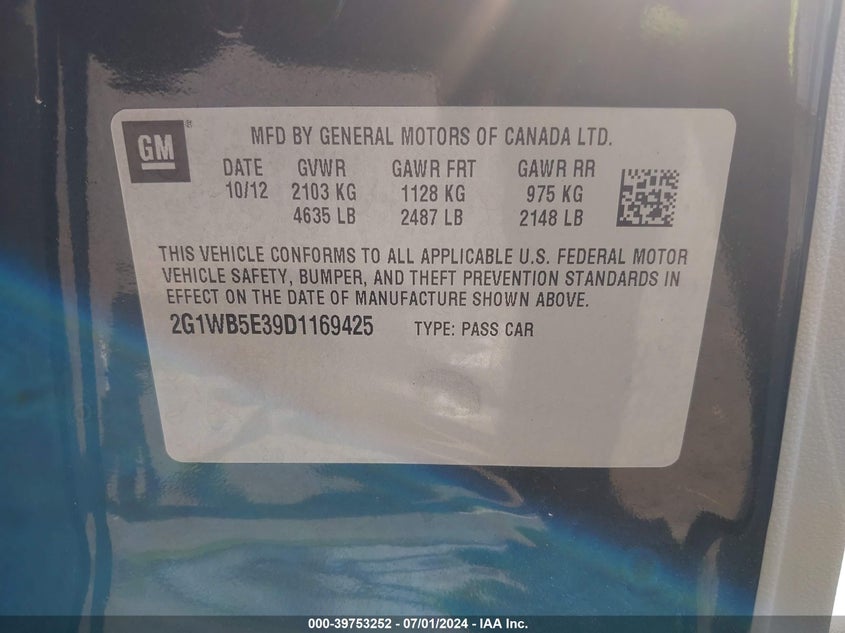 GM ®
MFD BY GENERAL MOTORS OF CANADA LTD.
DATE GVWR GAWR FRT GAWR RR
10/12 2103 KG 1128 KG 975 KG
4635 LB 2487 LB 2148 LB
THIS VEHICLE CONFORMS TO ALL APPLICABLE U.S. FEDERAL MOTOR
VEHICLE SAFETY, BUMPER, AND THEFT PREVENTION STANDARDS IN
EFFECT ON THE DATE OF MANUFACTURE SHOWN ABOVE.
2G1WB5E39D1169425 TYPE: PASS CAR
000-39753252 - 07/01/2024 - IAA Inc.